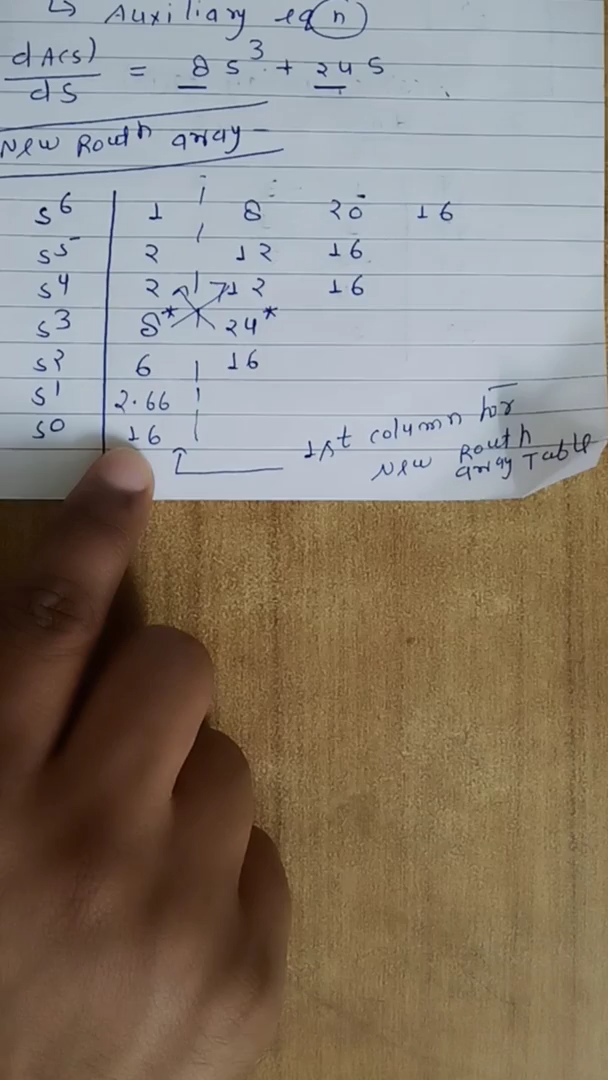 ↳ Auxiliary eq(n)
dA(s)/ds = 8s³ + 24s
New Routh array
s6 1 8 20 16
s5 2 12 16
s4 2 12 16
s3 8* 24*
s2 6 16
s1 2.66
s0 16
1st column for
New Routh
array Table